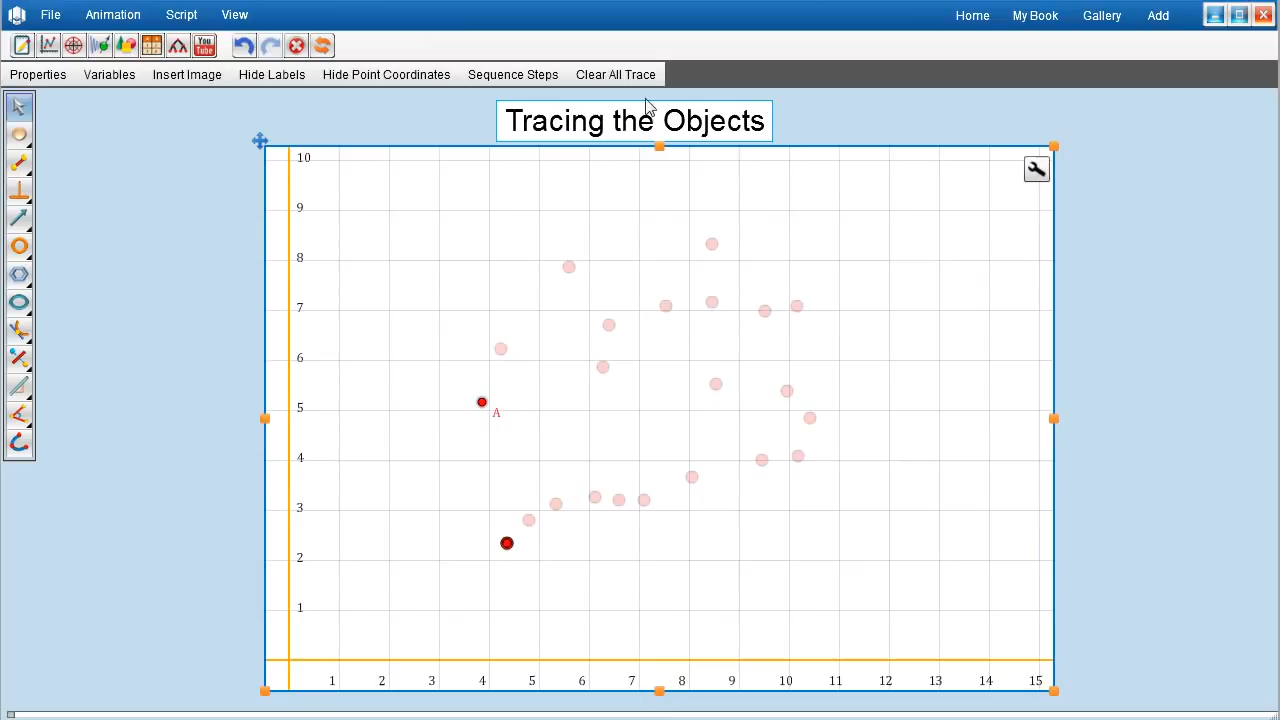 File Animation Script View Home My Book Gallery Add
You Tube
Properties Variables Insert Image Hide Labels Hide Point Coordinates Sequence Steps Clear All Trace
Tracing the Objects
10
9
8
7
6
5
A
4
3
2
1
1 2 3 4 5 6 7 8 9 10 11 12 13 14 15